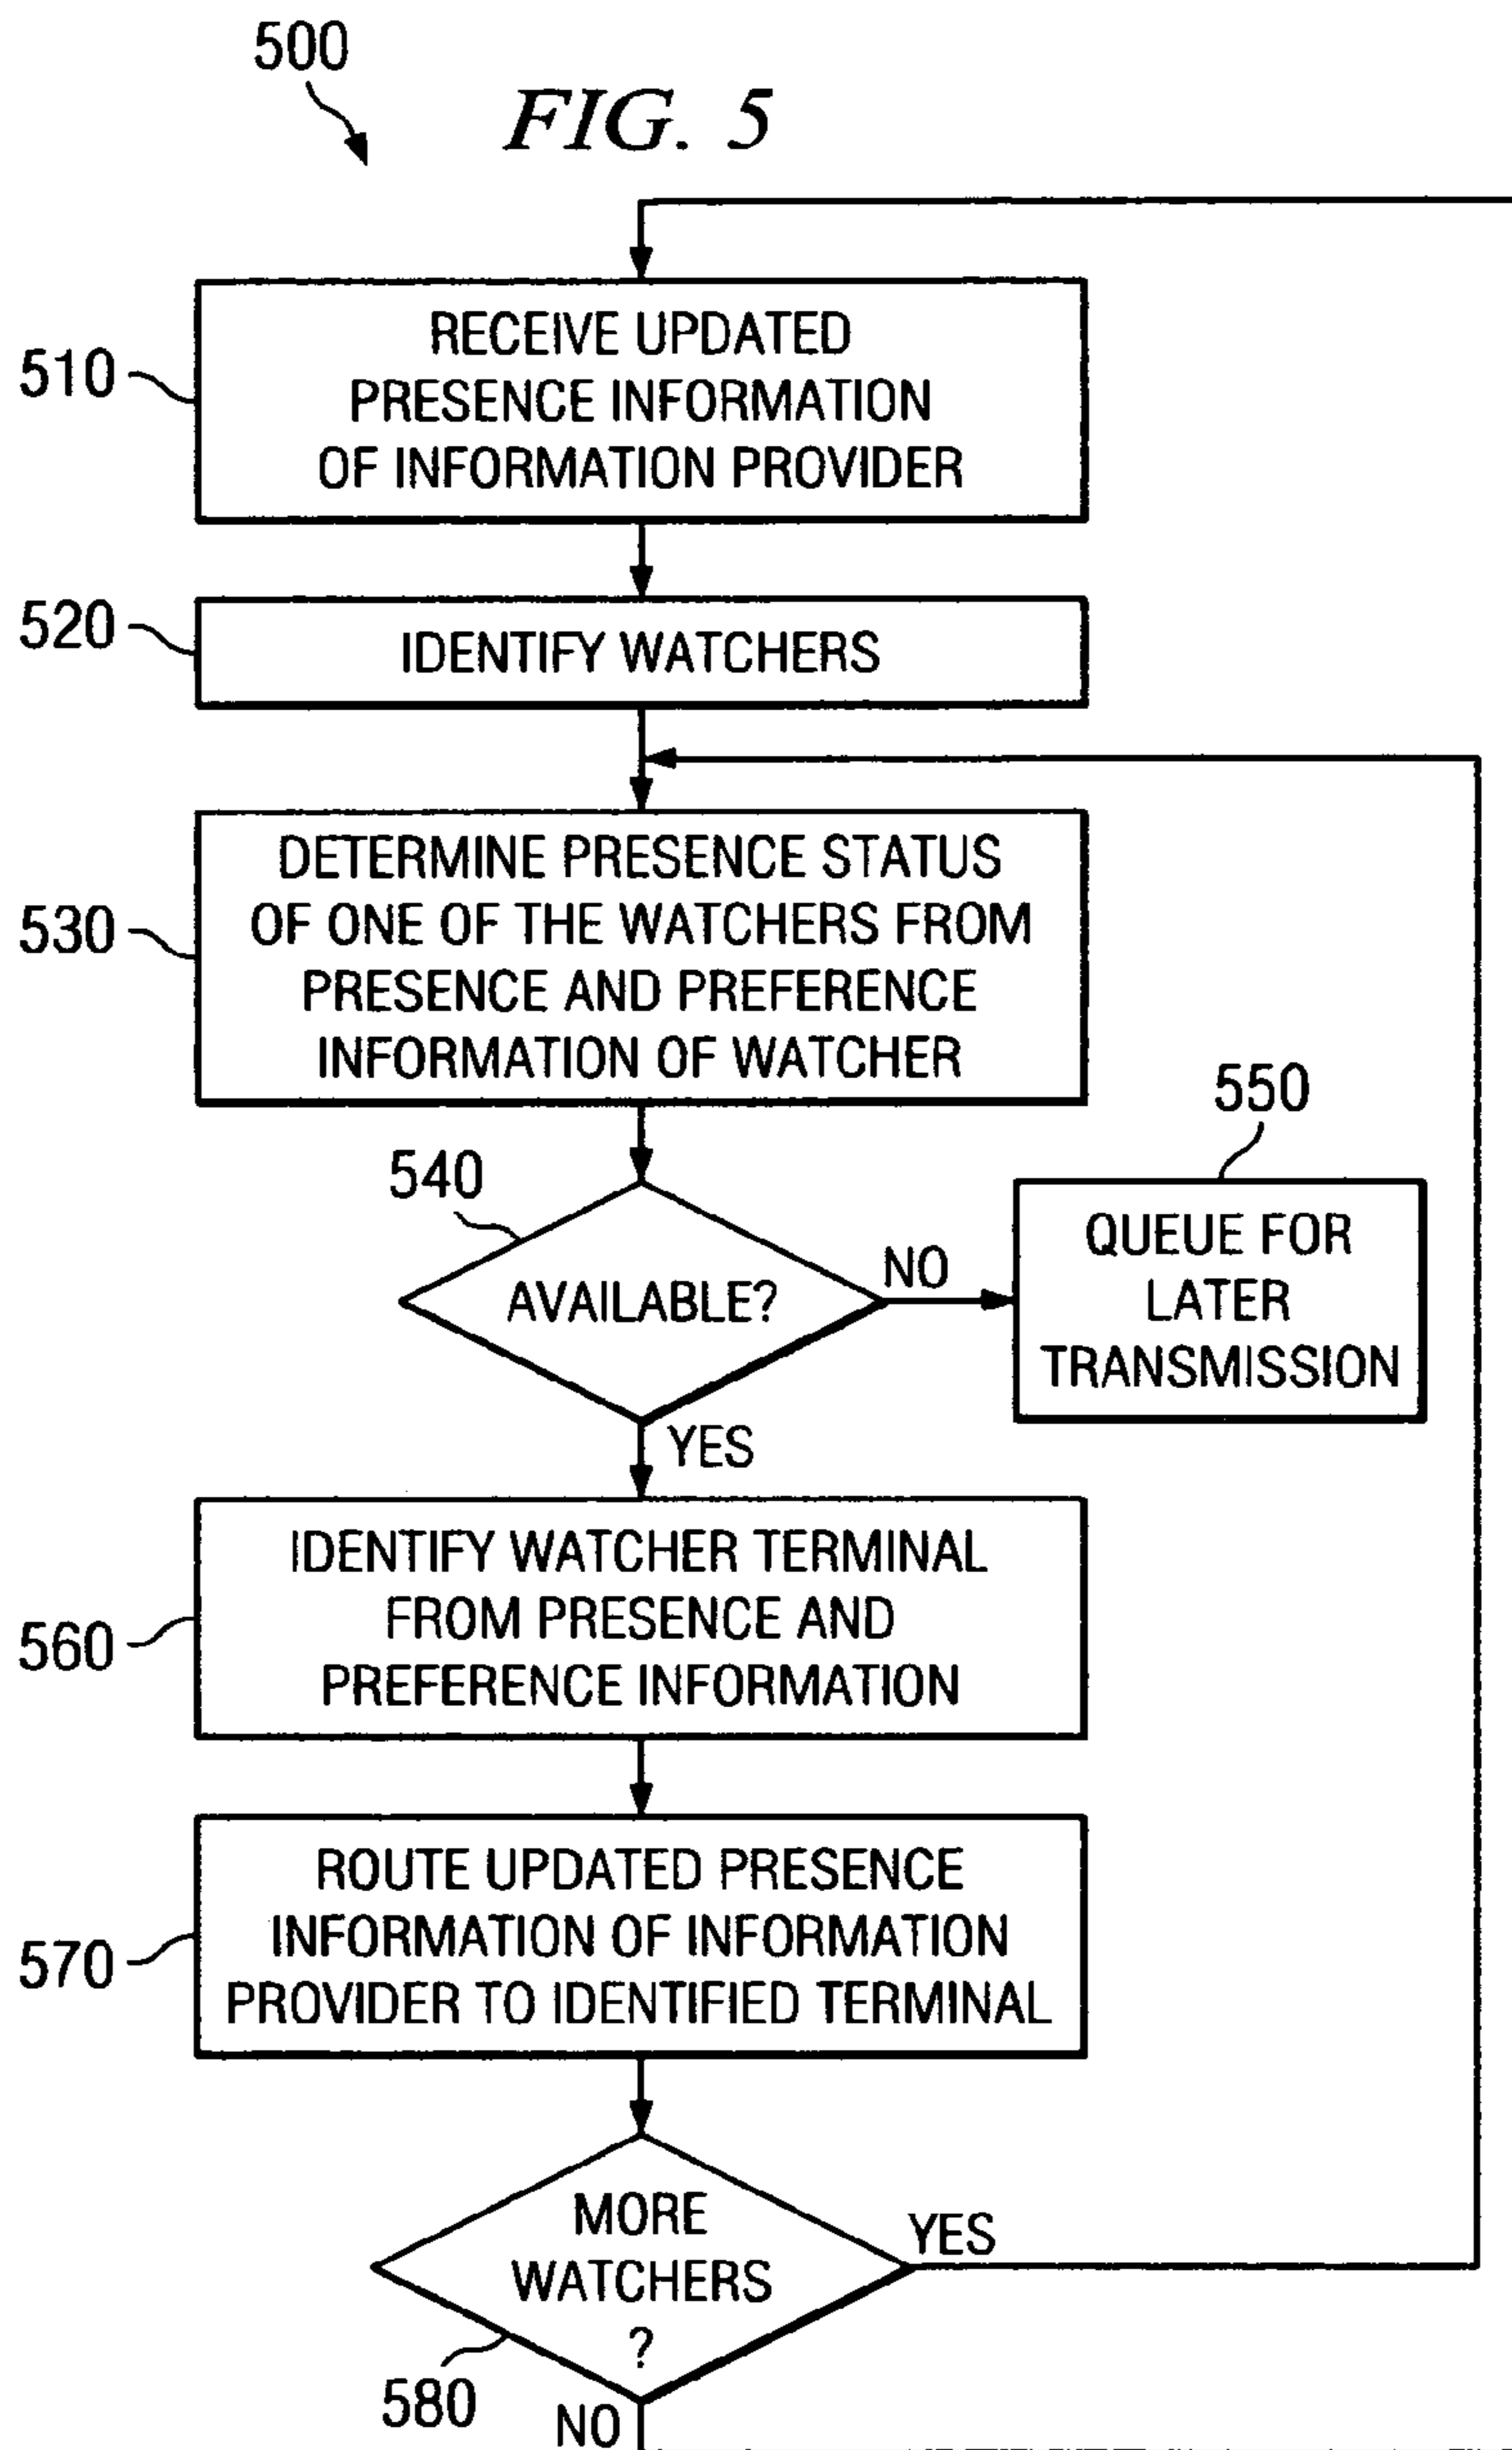 500
FIG. 5
510
RECEIVE UPDATED
PRESENCE INFORMATION
OF INFORMATION PROVIDER
520
IDENTIFY WATCHERS
530
DETERMINE PRESENCE STATUS
OF ONE OF THE WATCHERS FROM
PRESENCE AND PREFERENCE
INFORMATION OF WATCHER
540
AVAILABLE?
NO
550
QUEUE FOR
LATER
TRANSMISSION
YES
560
IDENTIFY WATCHER TERMINAL
FROM PRESENCE AND
PREFERENCE INFORMATION
570
ROUTE UPDATED PRESENCE
INFORMATION OF INFORMATION
PROVIDER TO IDENTIFIED TERMINAL
MORE
WATCHERS
?
YES
580
NO